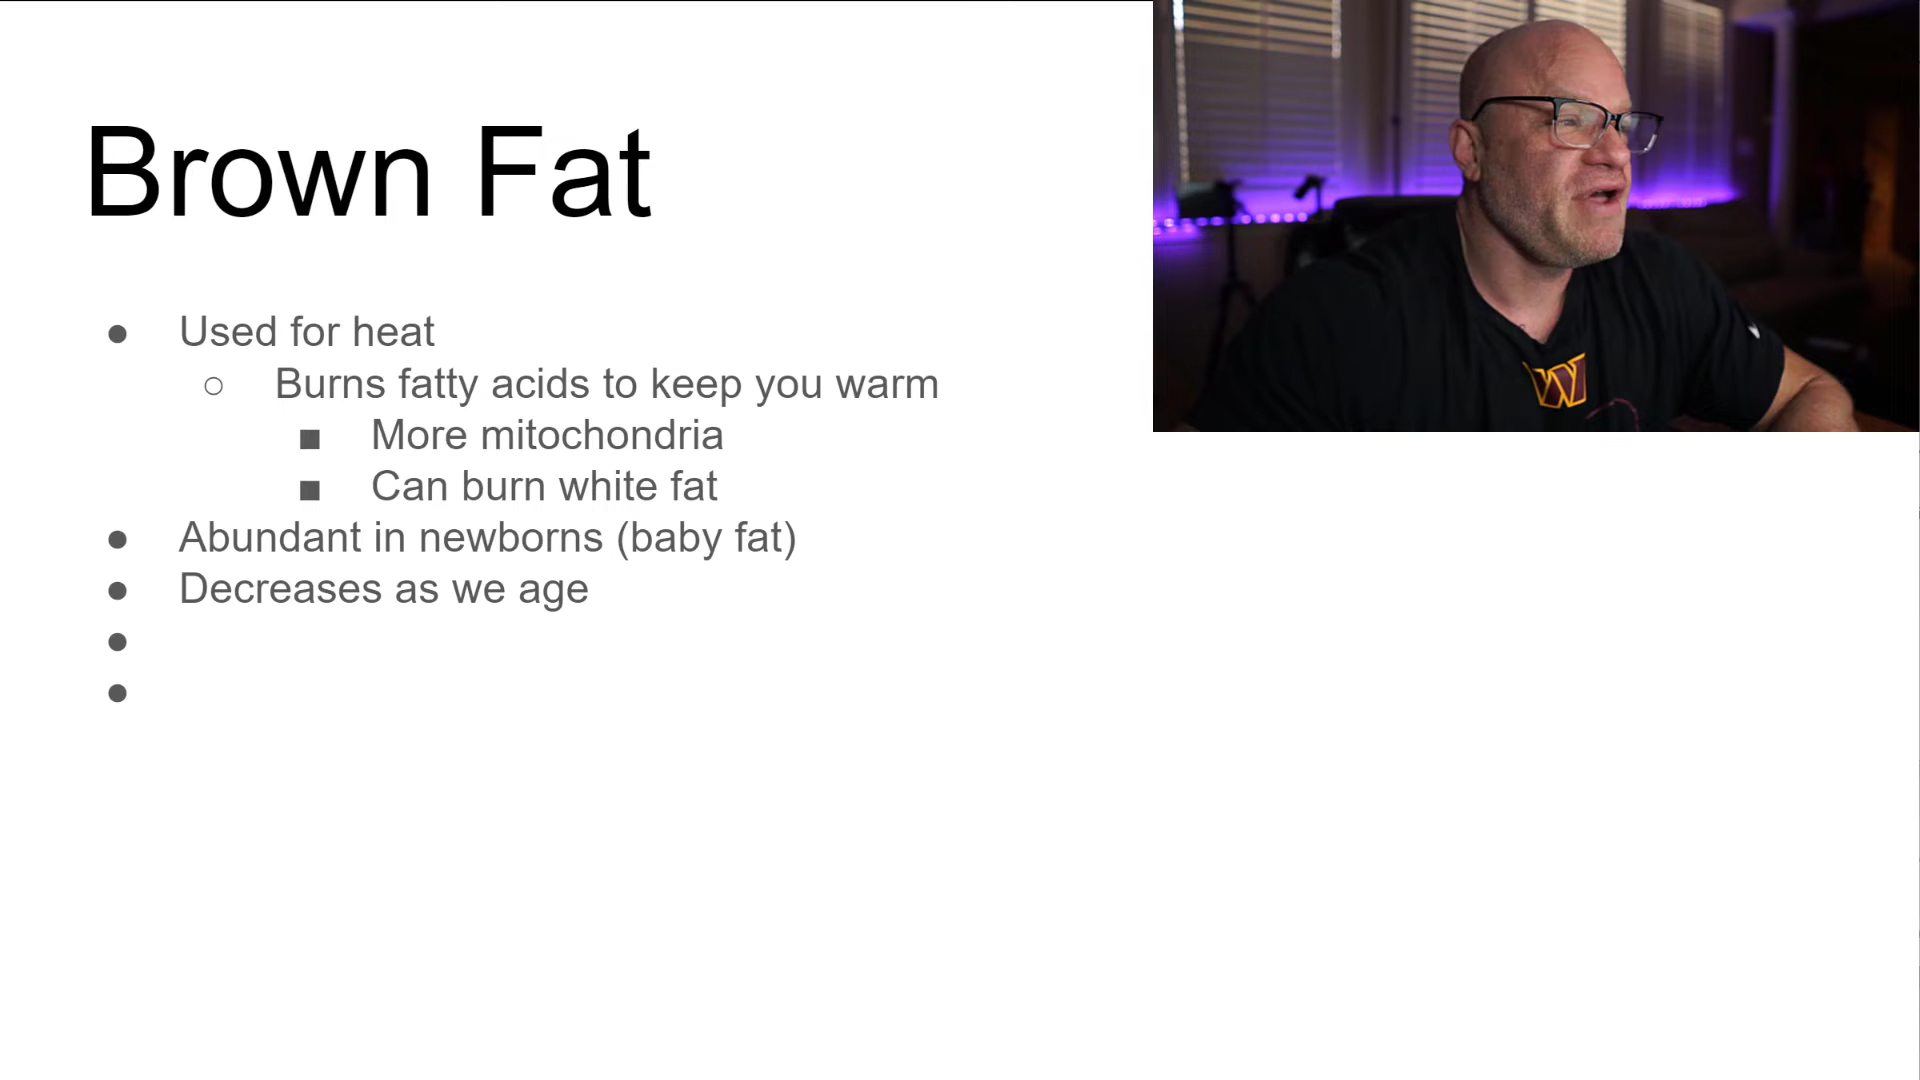 Brown Fat
● Used for heat
○ Burns fatty acids to keep you warm
■ More mitochondria
■ Can burn white fat
● Abundant in newborns (baby fat)
● Decreases as we age
●
●
W